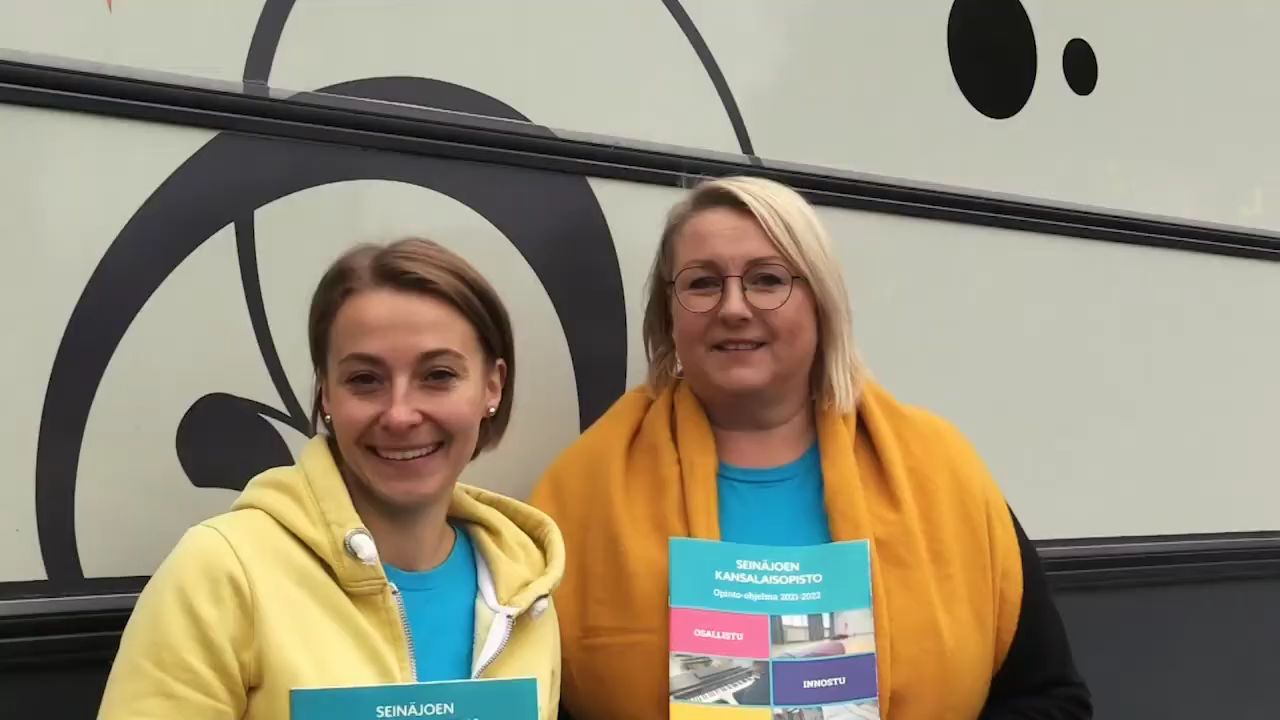 SEINÄJOEN
KANSALAISOPISTO
Opinto-ohjelma 2021-2022
OSALLISTU
INNOSTU
SEINÄJOEN